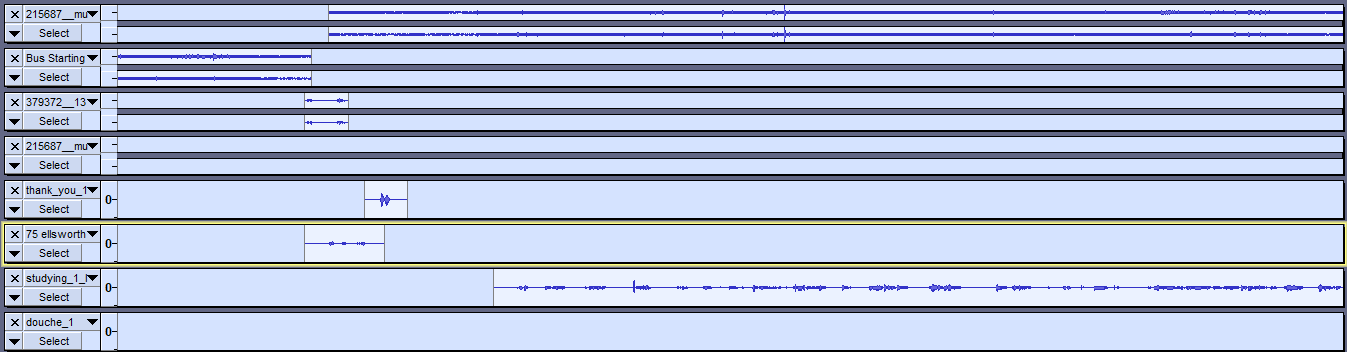 215687__mu
Select
Bus Starting
Select
379372__13
Select
215687__mu
Select
thank_you_1
Select
0
75 ellsworth
Select
0
studying_1_
Select
0
douche_1
Select
0